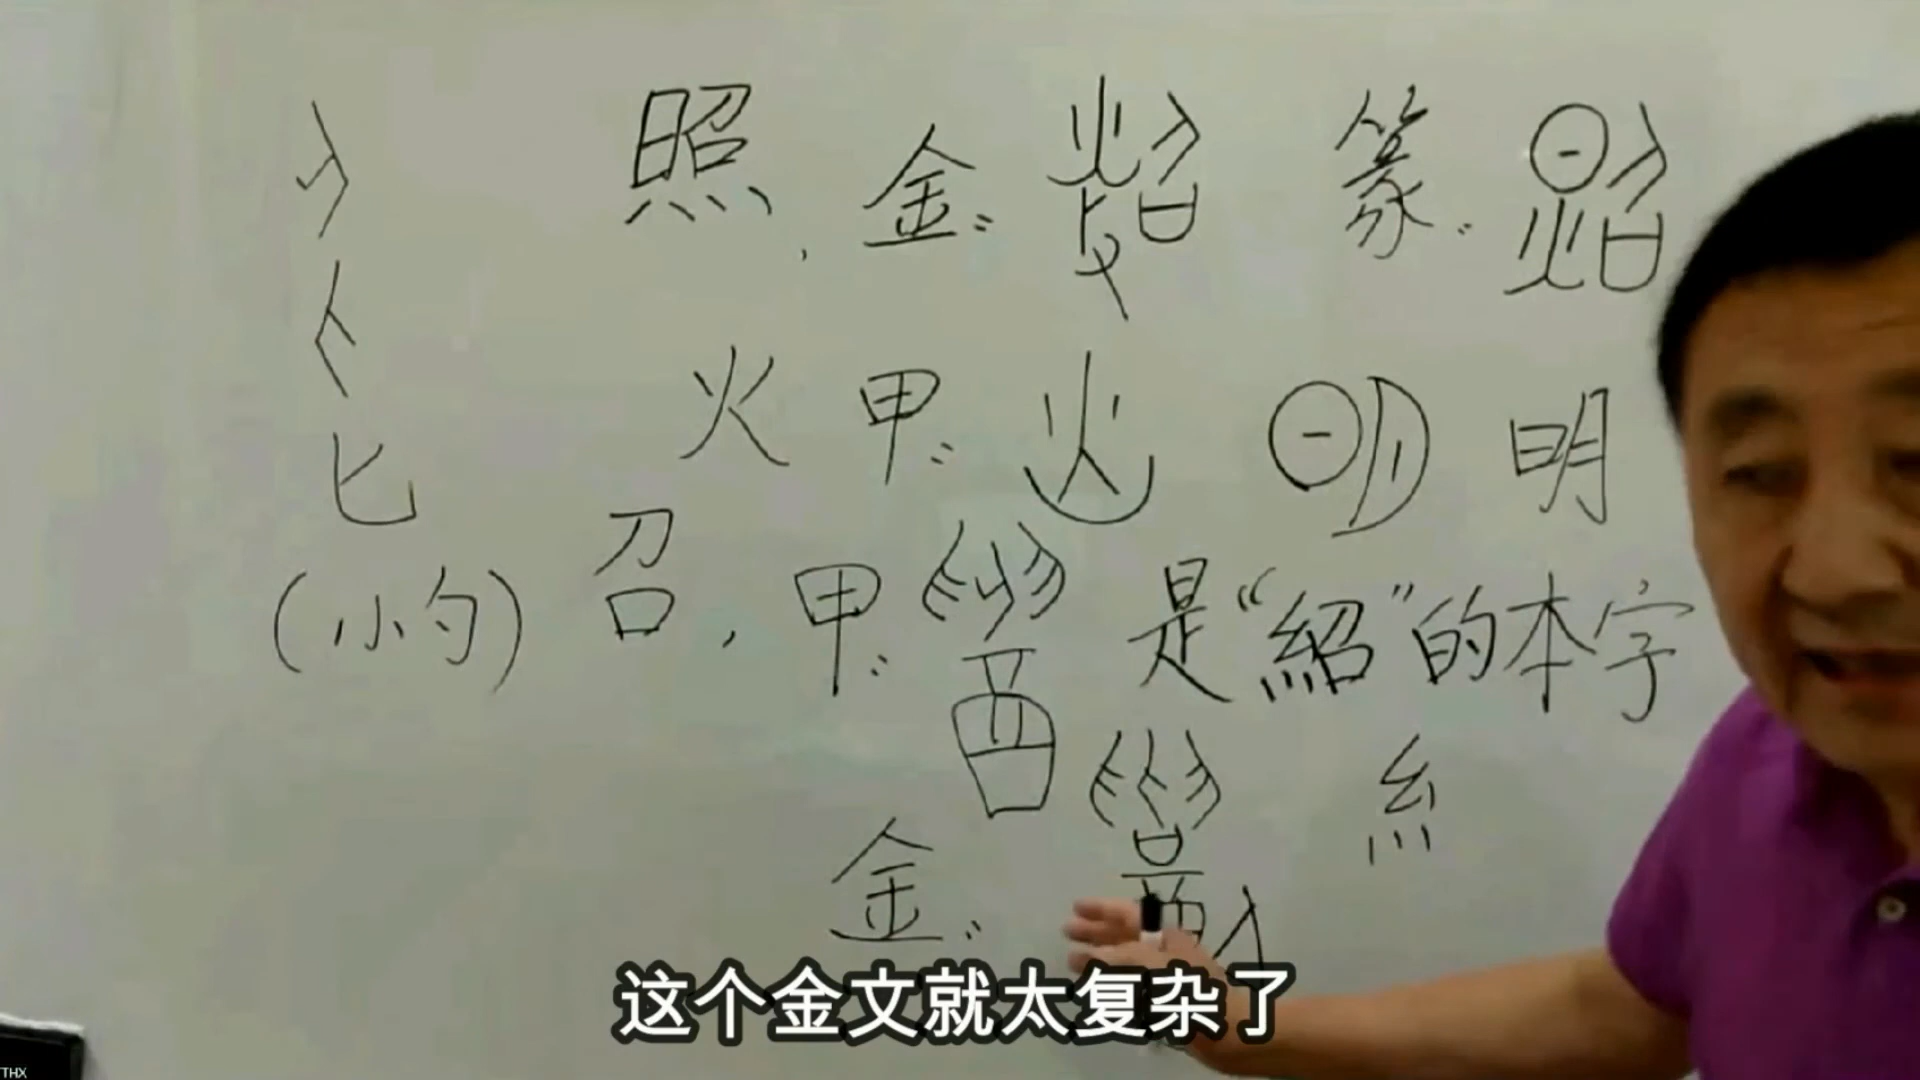 照，金： 篆：
火 甲： 明
匕
(小勺) 召，甲： 是“紹”的本字
糹
金：
这个金文就太复杂了
THX